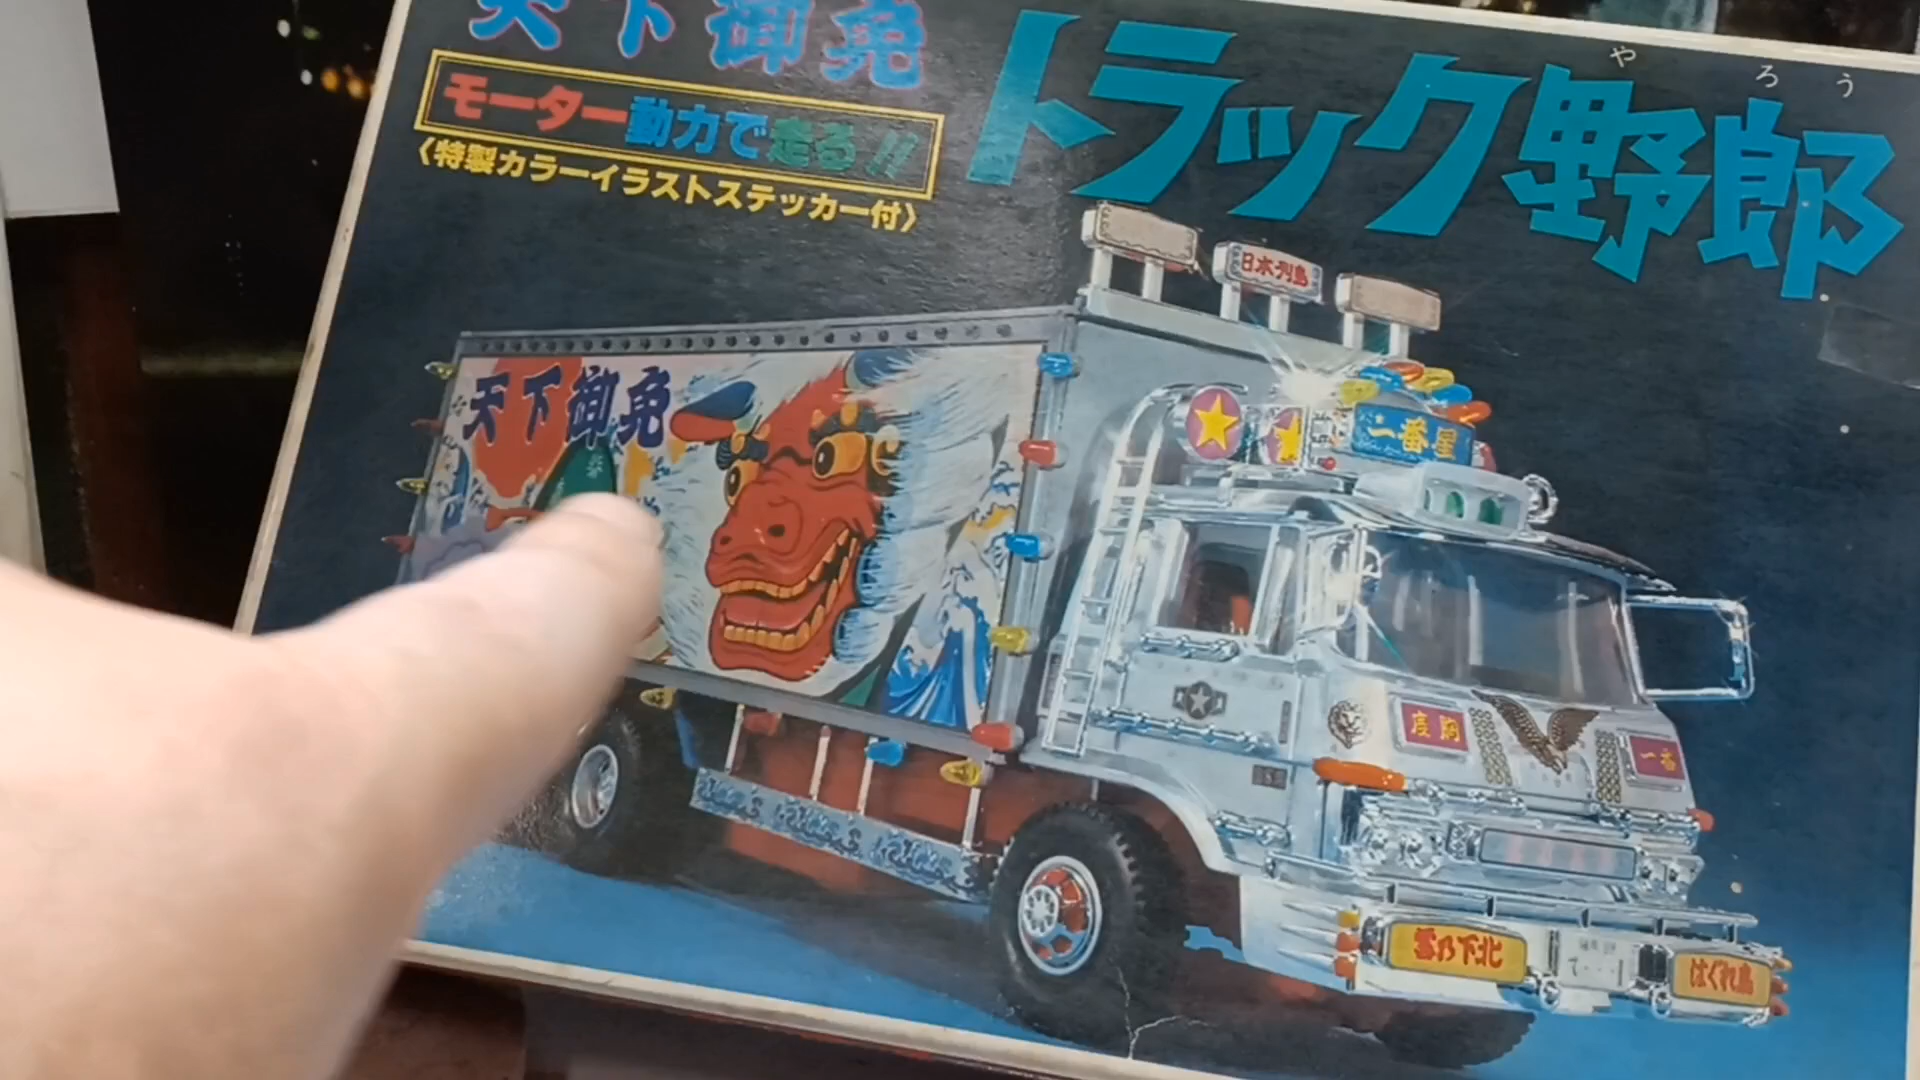 天下御免
トラック野郎
やろう
モーター動力で走る!!
〈特製カラーイラストステッカー付〉
日本列島
天下御免
一番星
度胸
一番
雪乃下北
はぐれ鳥